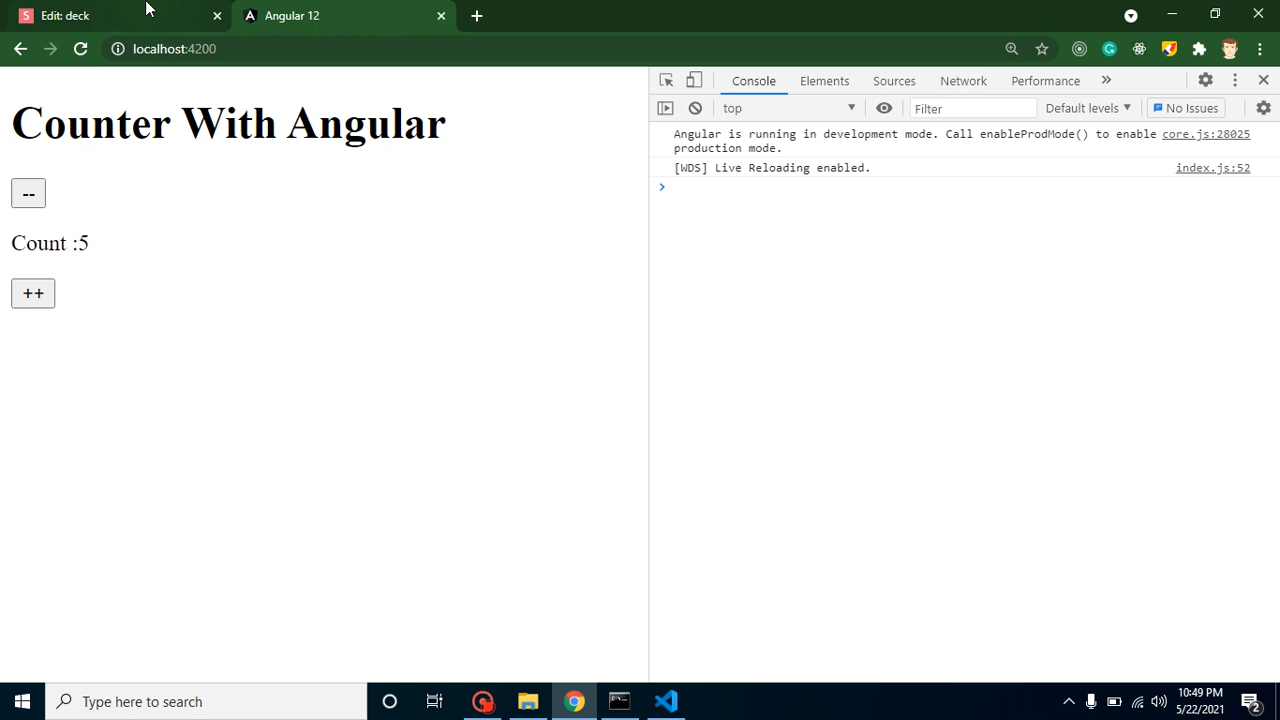 Edit: deck
Angular 12
localhost:4200
Counter With Angular
--
Count :5
++
Console Elements Sources Network Performance
top Filter Default levels No Issues
Angular is running in development mode. Call enableProdMode() to enable core.js:28025
production mode.
[WDS] Live Reloading enabled. index.js:52
Type here to search
10:49 PM
5/22/2021
2